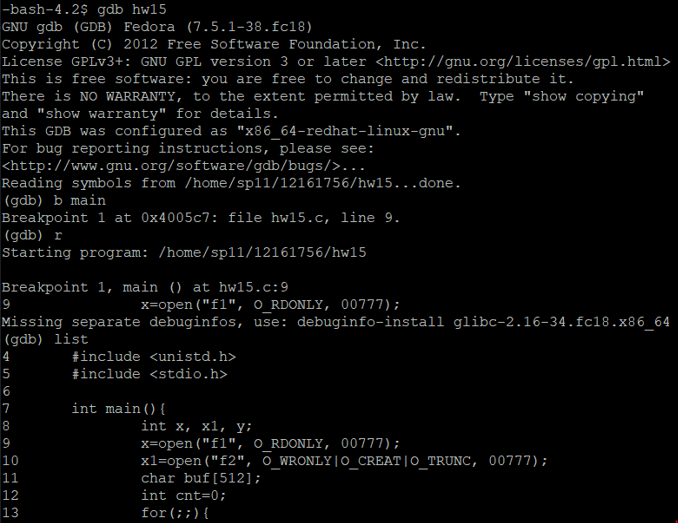 -bash-4.2$ gdb hw15
GNU gdb (GDB) Fedora (7.5.1-38.fc18)
Copyright (C) 2012 Free Software Foundation, Inc.
License GPLv3+: GNU GPL version 3 or later <http://gnu.org/licenses/gpl.html>
This is free software: you are free to change and redistribute it.
There is NO WARRANTY, to the extent permitted by law.  Type "show copying"
and "show warranty" for details.
This GDB was configured as "x86_64-redhat-linux-gnu".
For bug reporting instructions, please see:
<http://www.gnu.org/software/gdb/bugs/>...
Reading symbols from /home/sp11/12161756/hw15...done.
(gdb) b main
Breakpoint 1 at 0x4005c7: file hw15.c, line 9.
(gdb) r
Starting program: /home/sp11/12161756/hw15

Breakpoint 1, main () at hw15.c:9
9               x=open("f1", O_RDONLY, 00777);
Missing separate debuginfos, use: debuginfo-install glibc-2.16-34.fc18.x86_64
(gdb) list
4       #include <unistd.h>
5       #include <stdio.h>
6
7       int main(){
8               int x, x1, y;
9               x=open("f1", O_RDONLY, 00777);
10              x1=open("f2", O_WRONLY|O_CREAT|O_TRUNC, 00777);
11              char buf[512];
12              int cnt=0;
13              for(;;){